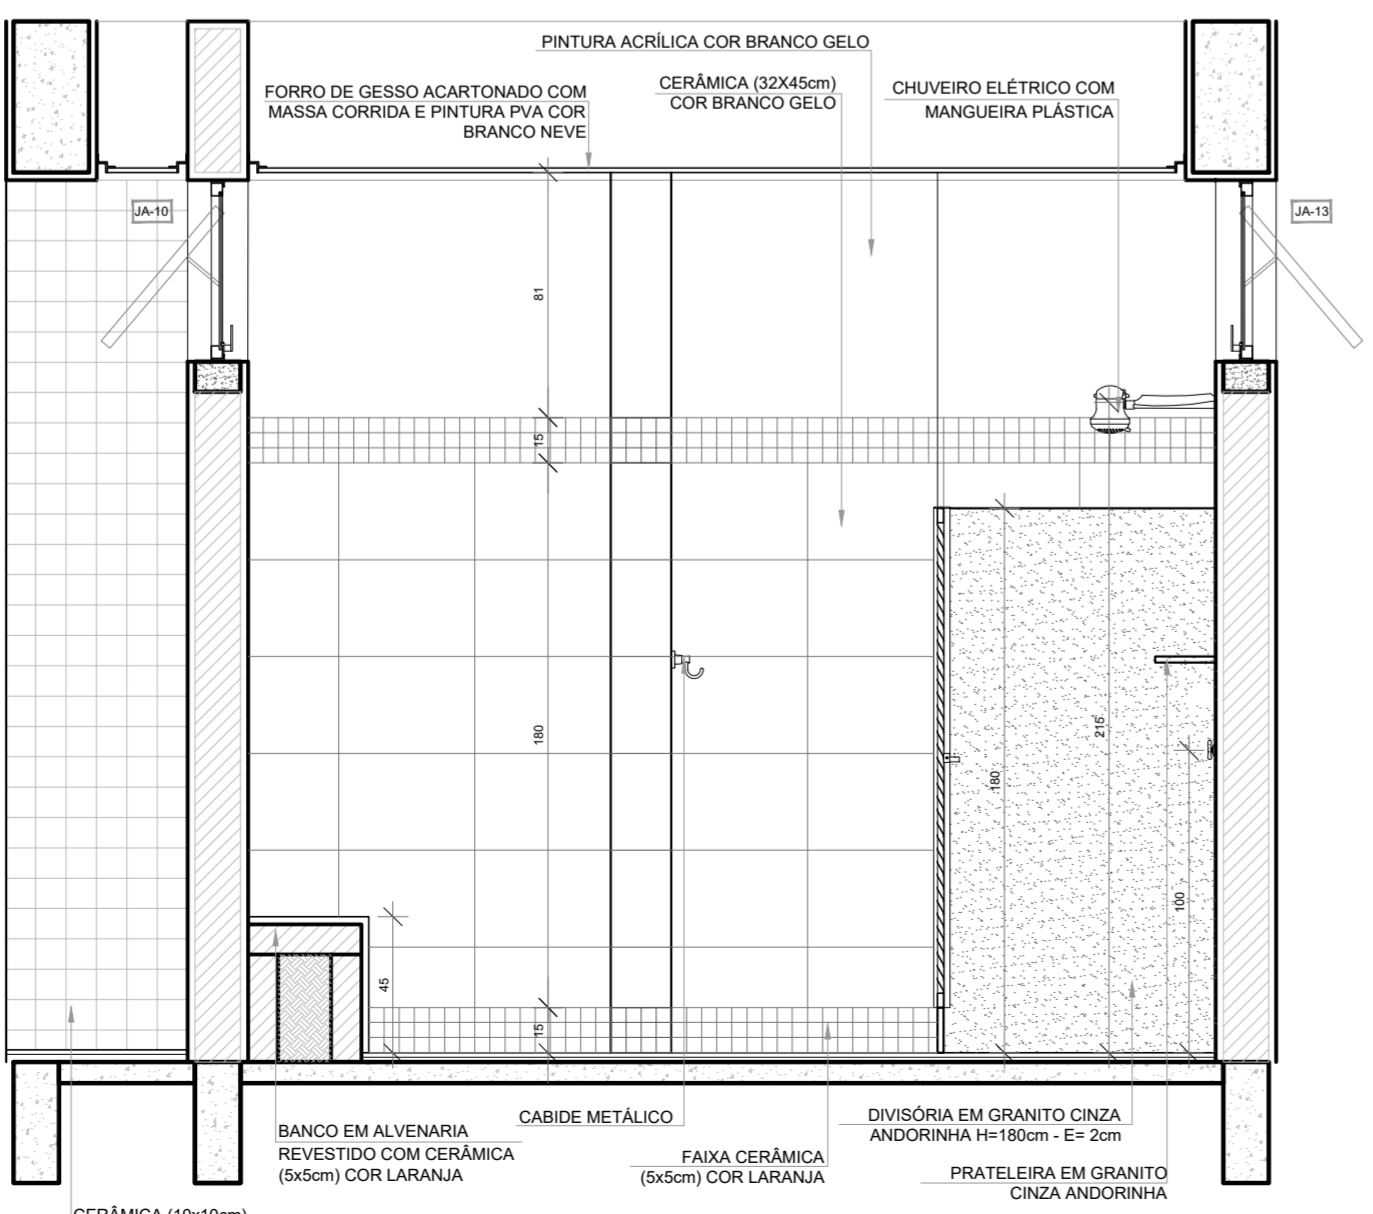 PINTURA ACRÍLICA COR BRANCO GELO
FORRO DE GESSO ACARTONADO COM
MASSA CORRIDA E PINTURA PVA COR
BRANCO NEVE
CERÂMICA (32X45cm)
COR BRANCO GELO
CHUVEIRO ELÉTRICO COM
MANGUEIRA PLÁSTICA
JA-10
JA-13
81
15
180
215
180
100
45
15
BANCO EM ALVENARIA
REVESTIDO COM CERÂMICA
(5x5cm) COR LARANJA
CABIDE METÁLICO
FAIXA CERÂMICA
(5x5cm) COR LARANJA
DIVISÓRIA EM GRANITO CINZA
ANDORINHA H=180cm - E= 2cm
PRATELEIRA EM GRANITO
CINZA ANDORINHA
CERÂMICA (10x10cm)